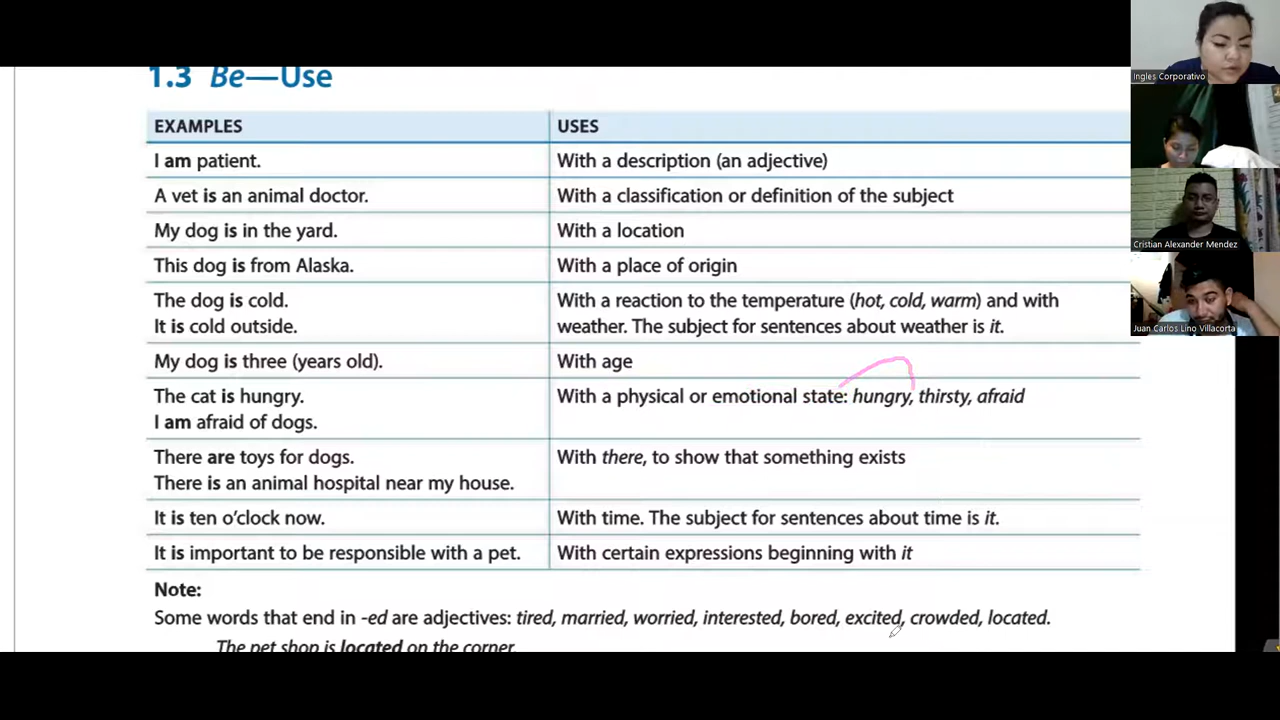 1.3 Be—Use
EXAMPLES USES
I am patient. With a description (an adjective)
A vet is an animal doctor. With a classification or definition of the subject
My dog is in the yard. With a location
This dog is from Alaska. With a place of origin
The dog is cold. With a reaction to the temperature (hot, cold, warm) and with
It is cold outside. weather. The subject for sentences about weather is it.
My dog is three (years old). With age
The cat is hungry. With a physical or emotional state: hungry, thirsty, afraid
I am afraid of dogs.
There are toys for dogs. With there, to show that something exists
There is an animal hospital near my house.
It is ten o’clock now. With time. The subject for sentences about time is it.
It is important to be responsible with a pet. With certain expressions beginning with it
Note:
Some words that end in -ed are adjectives: tired, married, worried, interested, bored, excited, crowded, located.
The pet shop is located on the corner.
Ingles Corporativo
Cristian Alexander Mendez
Juan Carlos Lino Villacorta